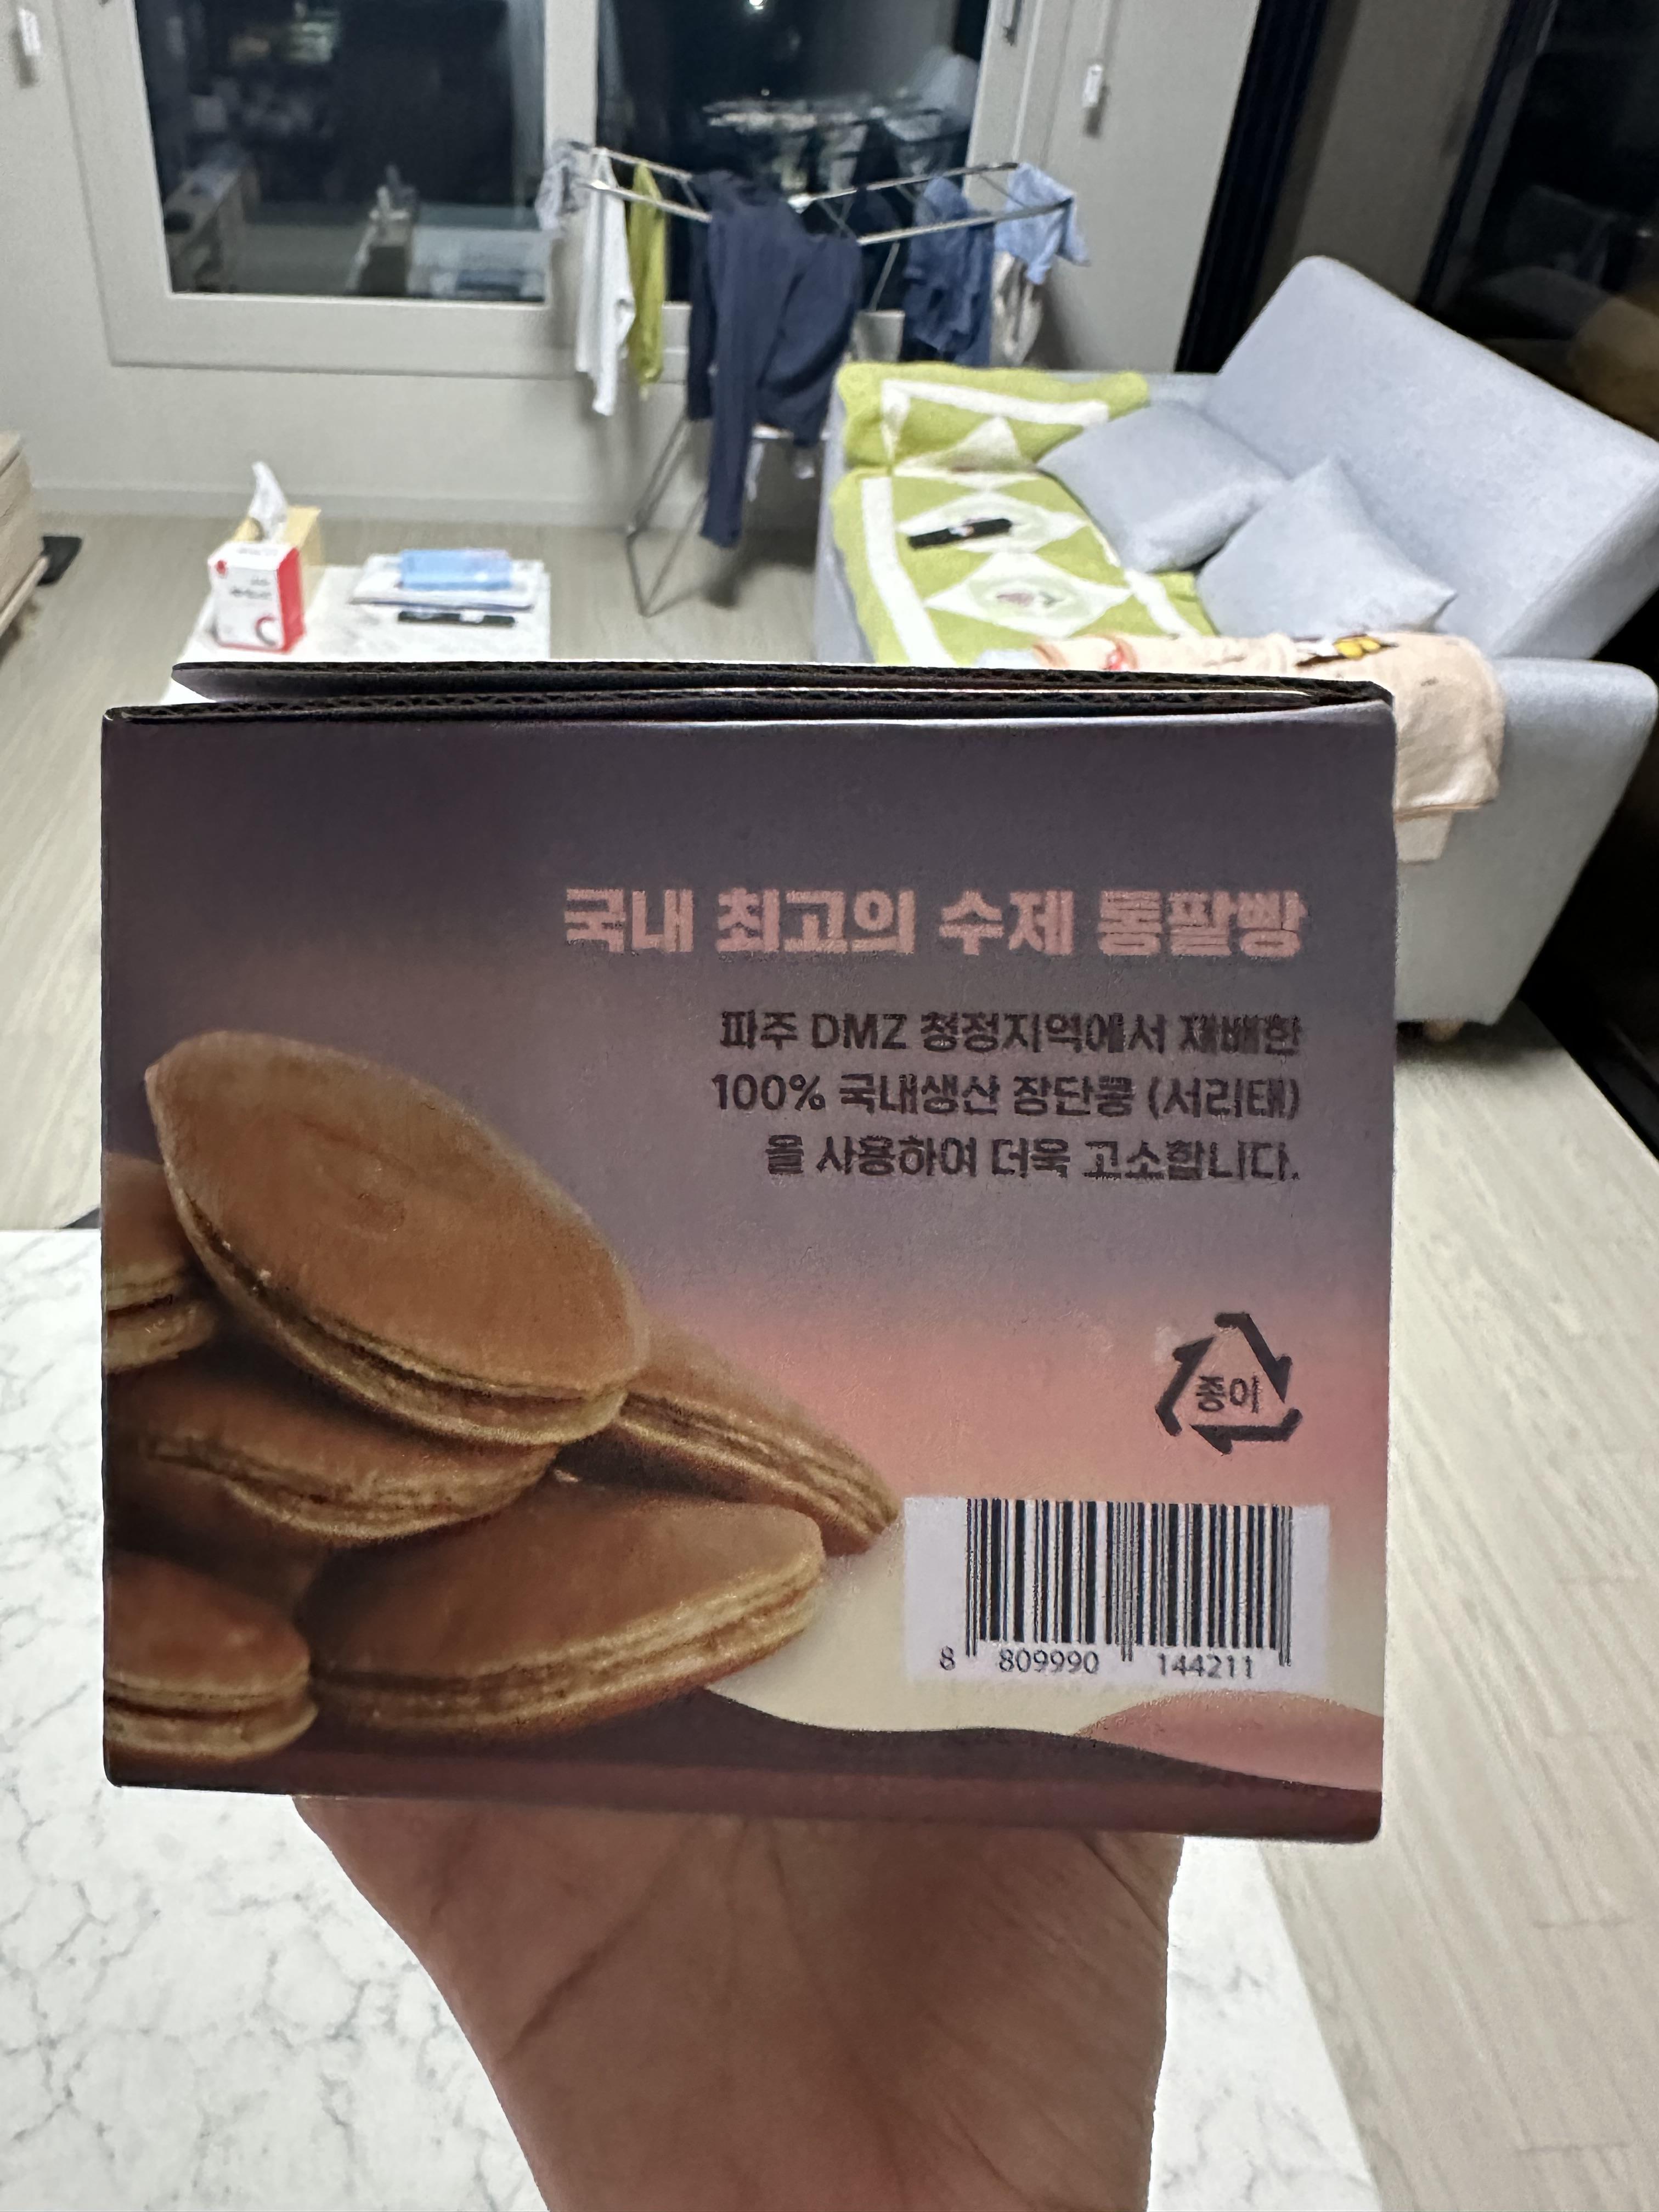 국내 최고의 수제 통팥빵
파주 DMZ 청정지역에서 재배한
100% 국내생산 장단콩 (서리태)
을 사용하여 더욱 고소합니다.
종이
8 809990 144211